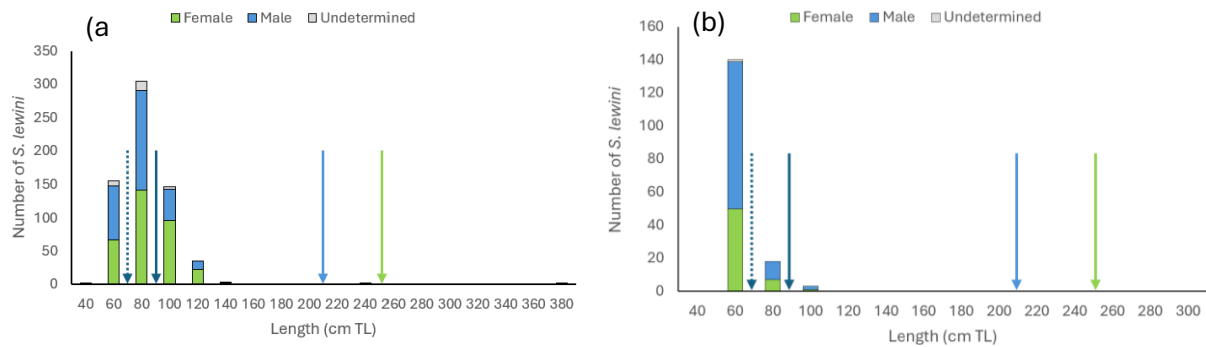 (a
Female Male Undetermined
350
300
250
200
150
100
50
0
Number of S. lewini
40 60 80 100 120 140 160 180 200 220 240 260 280 300 320 340 360 380
Length (cm TL)
(b)
Female Male Undetermined
160
140
120
100
80
60
40
20
0
Number of S. lewini
40 60 80 100 120 140 160 180 200 220 240 260 280 300
Length (cm TL)